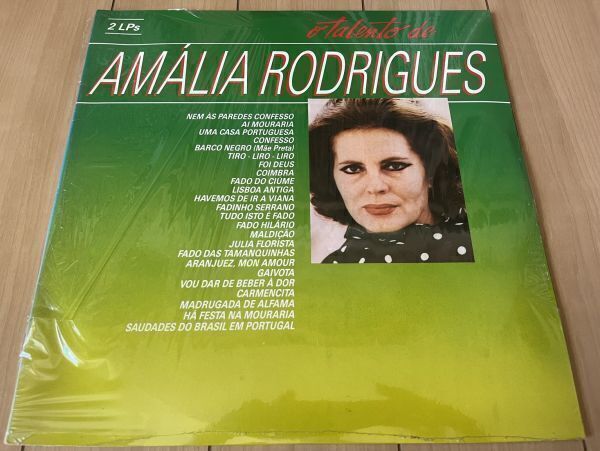 2 LPs
o talento de
AMÁLIA RODRIGUES
NEM ÀS PAREDES CONFESSO
AI MOURARIA
UMA CASA PORTUGUESA
CONFESSO
BARCO NEGRO (Mãe Preta)
TIRO - LIRO - LIRO
FOI DEUS
COIMBRA
FADO DO CIUME
LISBOA ANTIGA
HAVEMOS DE IR A VIANA
FADINHO SERRANO
TUDO ISTO É FADO
FADO HILÁRIO
MALDIÇÃO
JULIA FLORISTA
FADO DAS TAMANQUINHAS
ARANJUEZ, MON AMOUR
GAIVOTA
VOU DAR DE BEBER À DOR
CARMENCITA
MADRUGADA DE ALFAMA
HÁ FESTA NA MOURARIA
SAUDADES DO BRASIL EM PORTUGAL